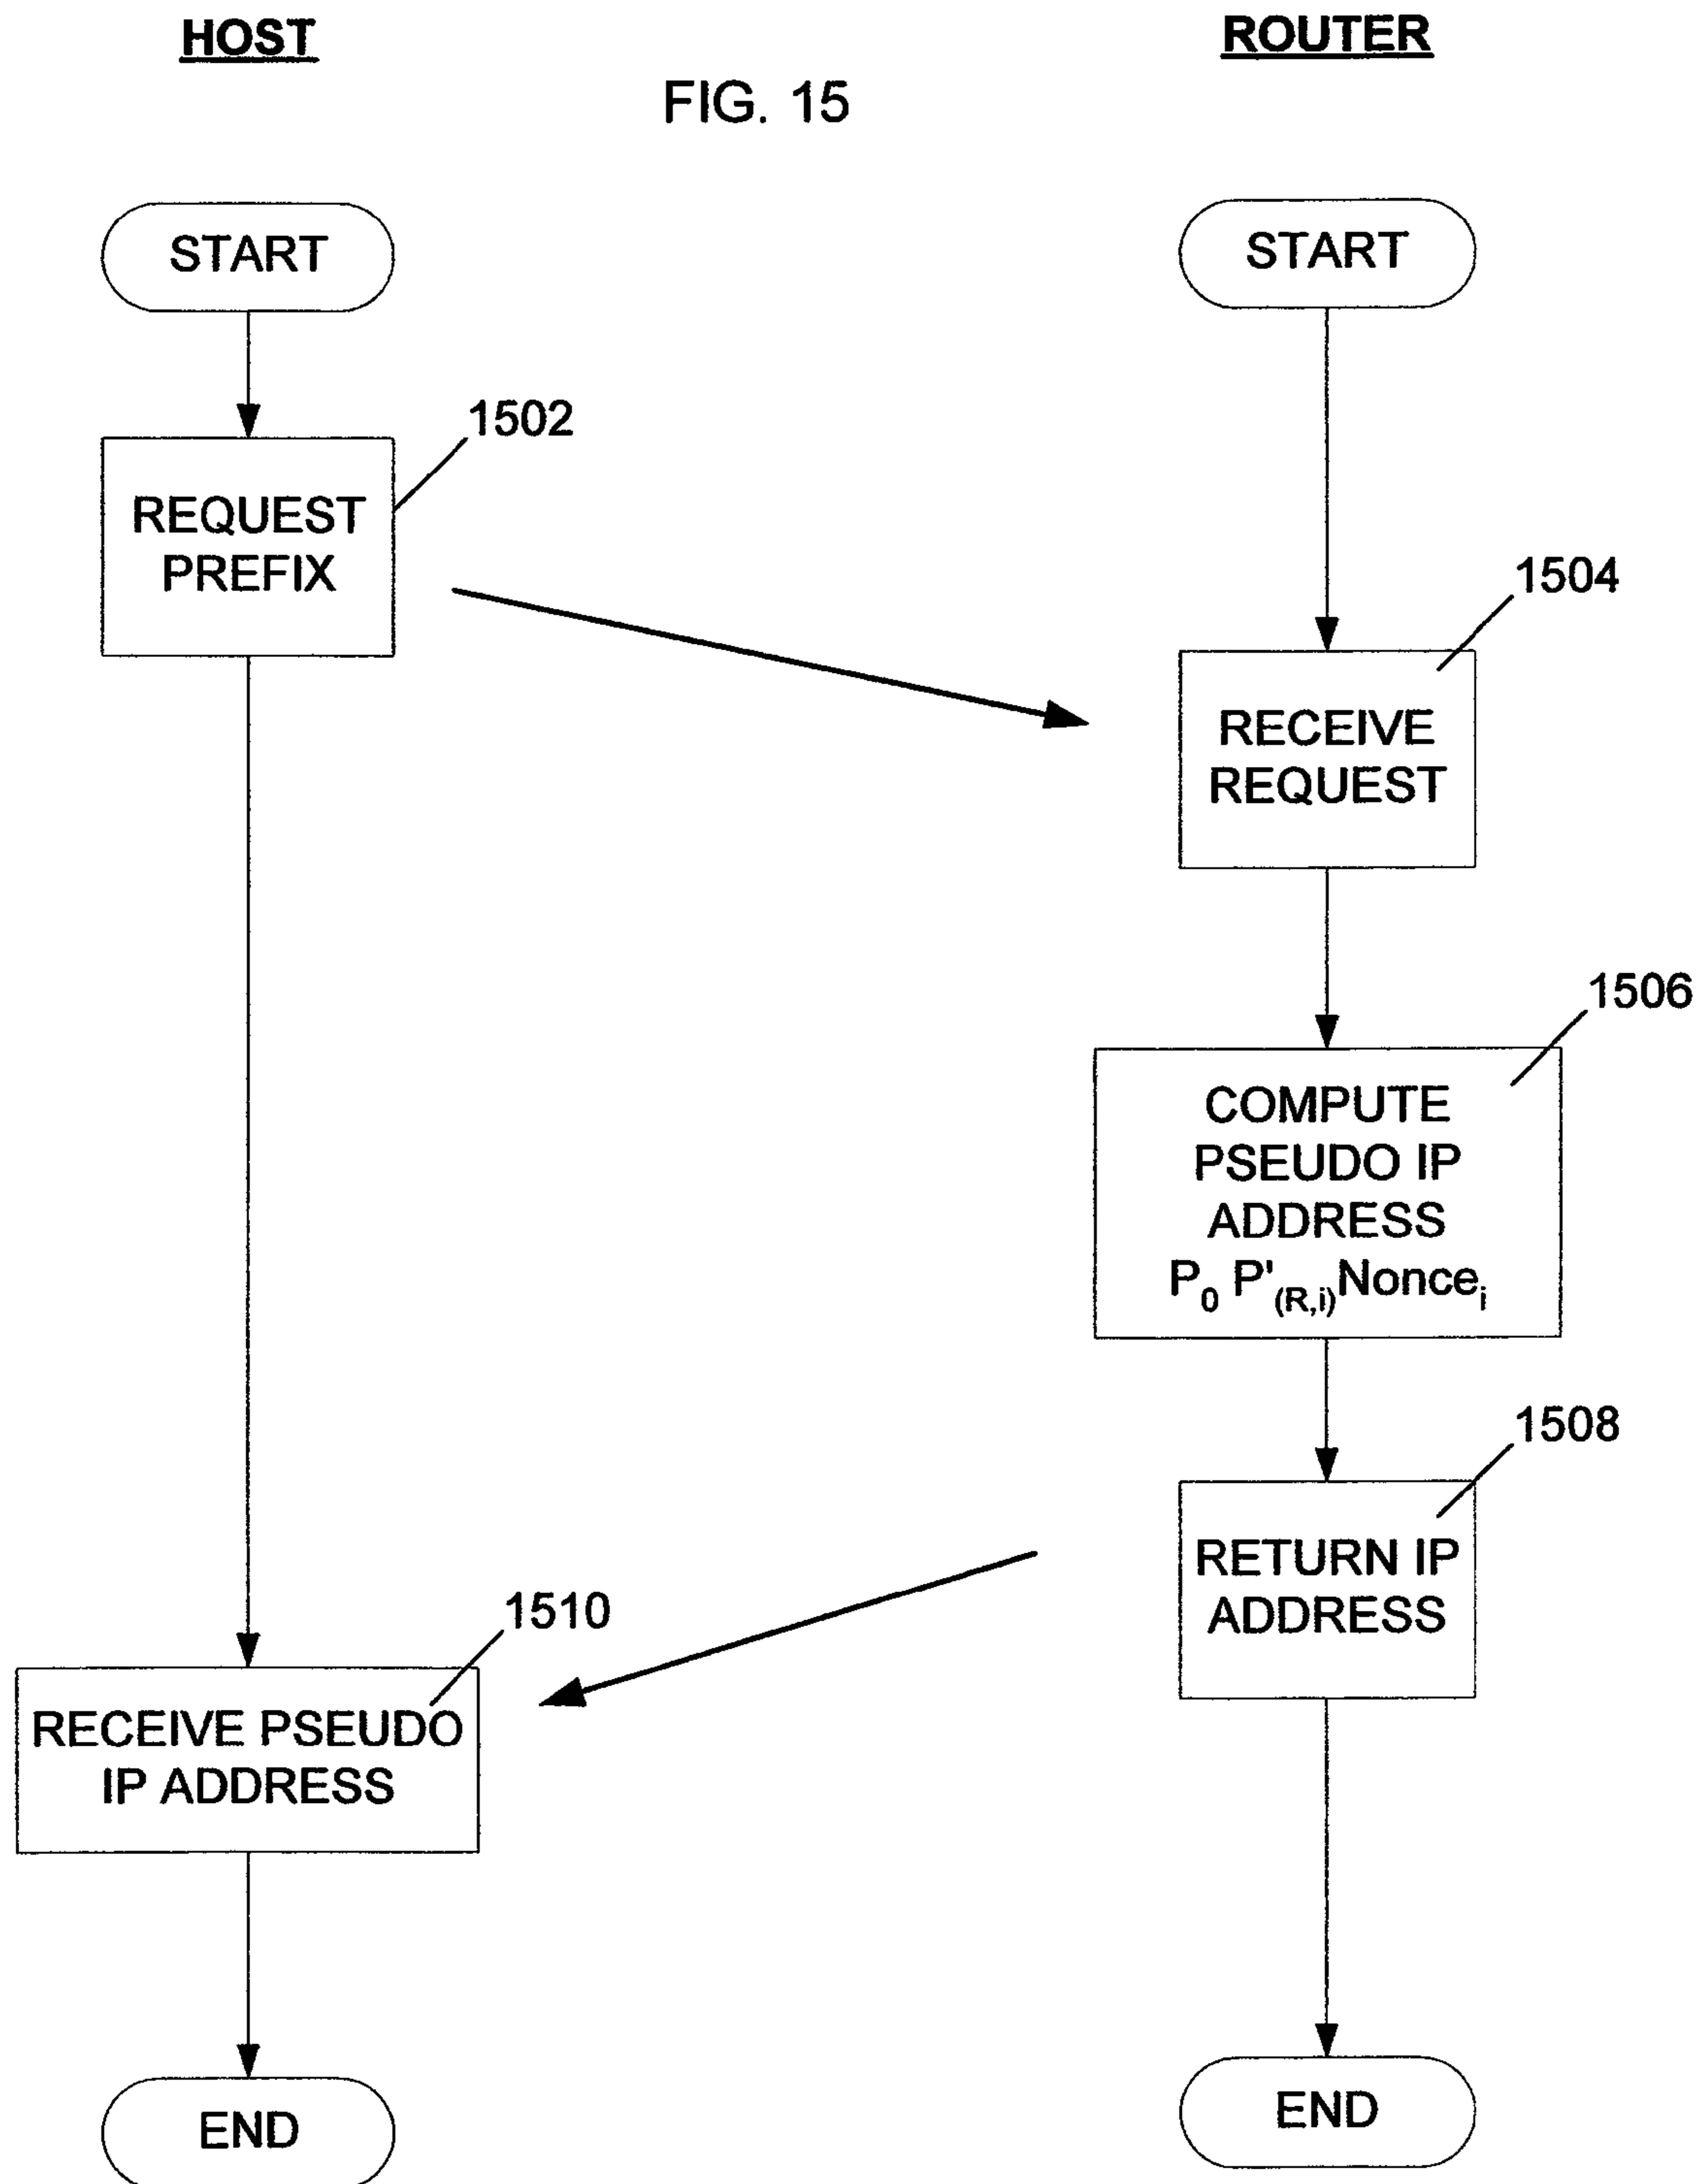 HOST
ROUTER
FIG. 15
START
START
1502
REQUEST
PREFIX
1504
RECEIVE
REQUEST
1506
COMPUTE
PSEUDO IP
ADDRESS
P₀ P'₍R,i₎Nonceᵢ
1508
RETURN IP
ADDRESS
1510
RECEIVE PSEUDO
IP ADDRESS
END
END